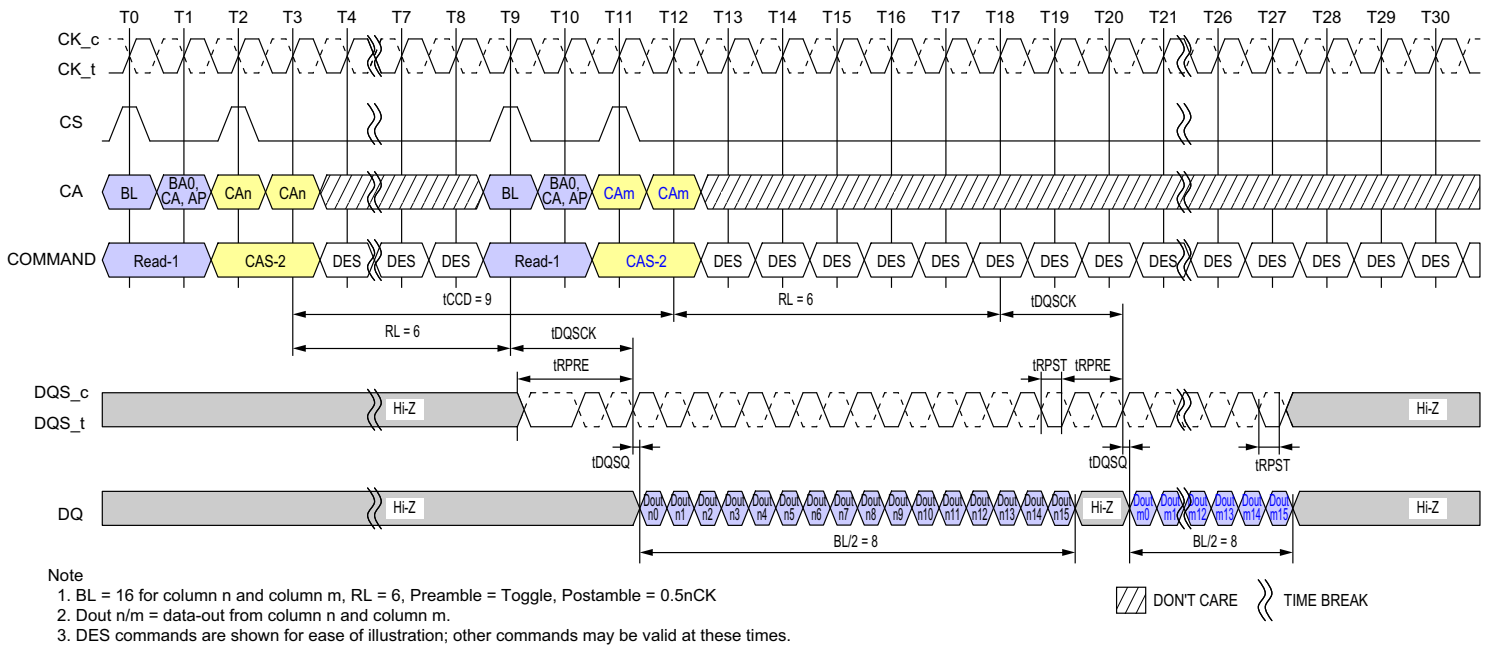 T0 T1 T2 T3 T4 T7 T8 T9 T10 T11 T12 T13 T14 T15 T16 T17 T18 T19 T20 T21 T26 T27 T28 T29 T30
CK_c
CK_t
CS
CA
BL
BA0,
CA, AP
CAn
CAn
BL
BA0,
CA, AP
CAm
CAm
COMMAND
Read-1 CAS-2 DES DES DES Read-1 CAS-2 DES DES DES DES DES DES DES DES DES DES DES DES DES DES
tCCD = 9
RL = 6
tDQSCK
RL = 6
tDQSCK
tRPRE
tRPST
tRPRE
DQS_c
DQS_t
Hi-Z
Hi-Z
tDQSQ
tDQSQ
tRPST
DQ
Hi-Z
Dout n0
Dout n1
Dout n2
Dout n3
Dout n4
Dout n5
Dout n6
Dout n7
Dout n8
Dout n9
Dout n10
Dout n11
Dout n12
Dout n13
Dout n14
Dout n15
Hi-Z
Dout m0
Dout m1
Dout m12
Dout m13
Dout m14
Dout m15
Hi-Z
BL/2 = 8
BL/2 = 8
Note
1. BL = 16 for column n and column m, RL = 6, Preamble = Toggle, Postamble = 0.5nCK
2. Dout n/m = data-out from column n and column m.
3. DES commands are shown for ease of illustration; other commands may be valid at these times.
DON'T CARE
TIME BREAK